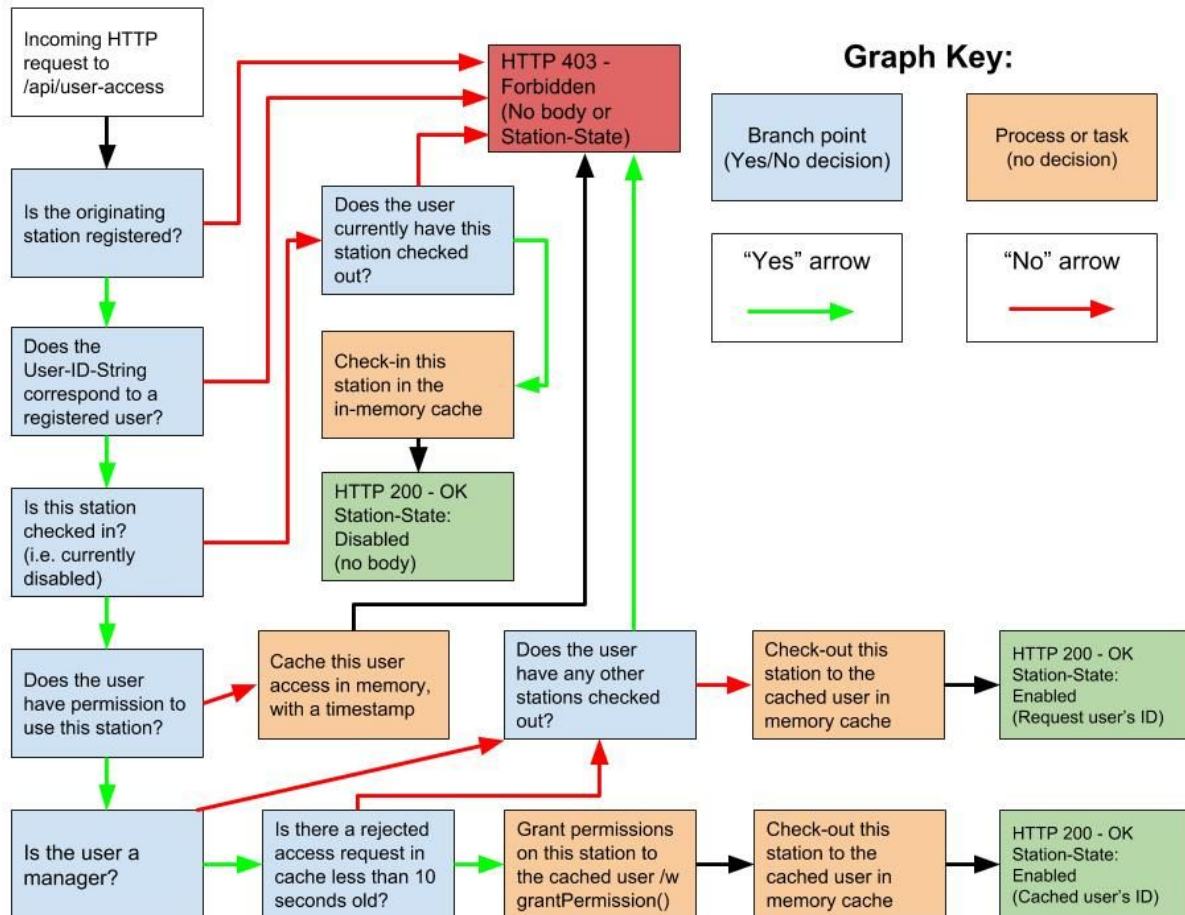 Incoming HTTP
request to
/api/user-access
HTTP 403 -
Forbidden
(No body or
Station-State)
Graph Key:
Branch point
(Yes/No decision)
Process or task
(no decision)
“Yes” arrow
“No” arrow
Is the originating
station registered?
Does the user
currently have this
station checked
out?
Does the
User-ID-String
correspond to a
registered user?
Check-in this
station in the
in-memory cache
Is this station
checked in?
(i.e. currently
disabled)
HTTP 200 - OK
Station-State:
Disabled
(no body)
Does the user
have permission to
use this station?
Cache this user
access in memory,
with a timestamp
Does the user
have any other
stations checked
out?
Check-out this
station to the
cached user in
memory cache
HTTP 200 - OK
Station-State:
Enabled
(Request user’s ID)
Is the user a
manager?
Is there a rejected
access request in
cache less than 10
seconds old?
Grant permissions
on this station to
the cached user /w
grantPermission()
Check-out this
station to the
cached user in
memory cache
HTTP 200 - OK
Station-State:
Enabled
(Cached user’s ID)